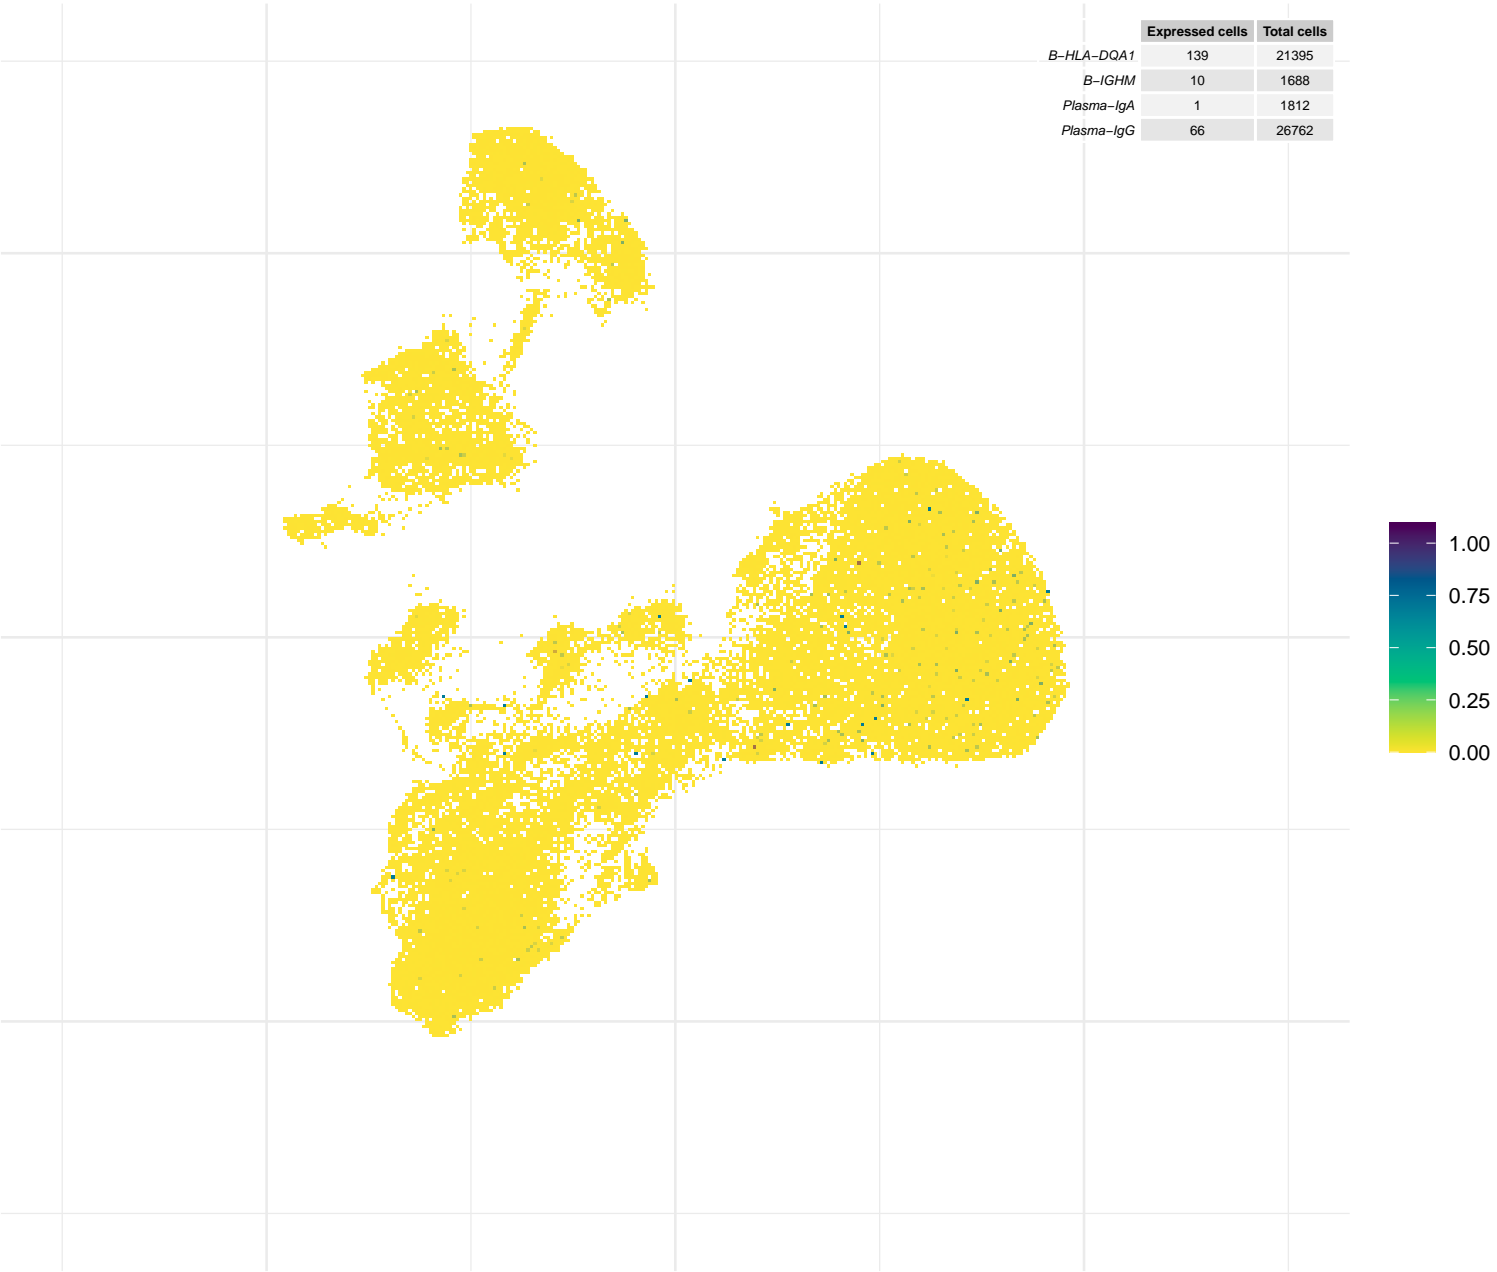 Expressed cells Total cells
B−HLA−DQA1 139 21395
B−IGHM 10 1688
Plasma−IgA 1 1812
Plasma−IgG 66 26762
1.00
0.75
0.50
0.25
0.00